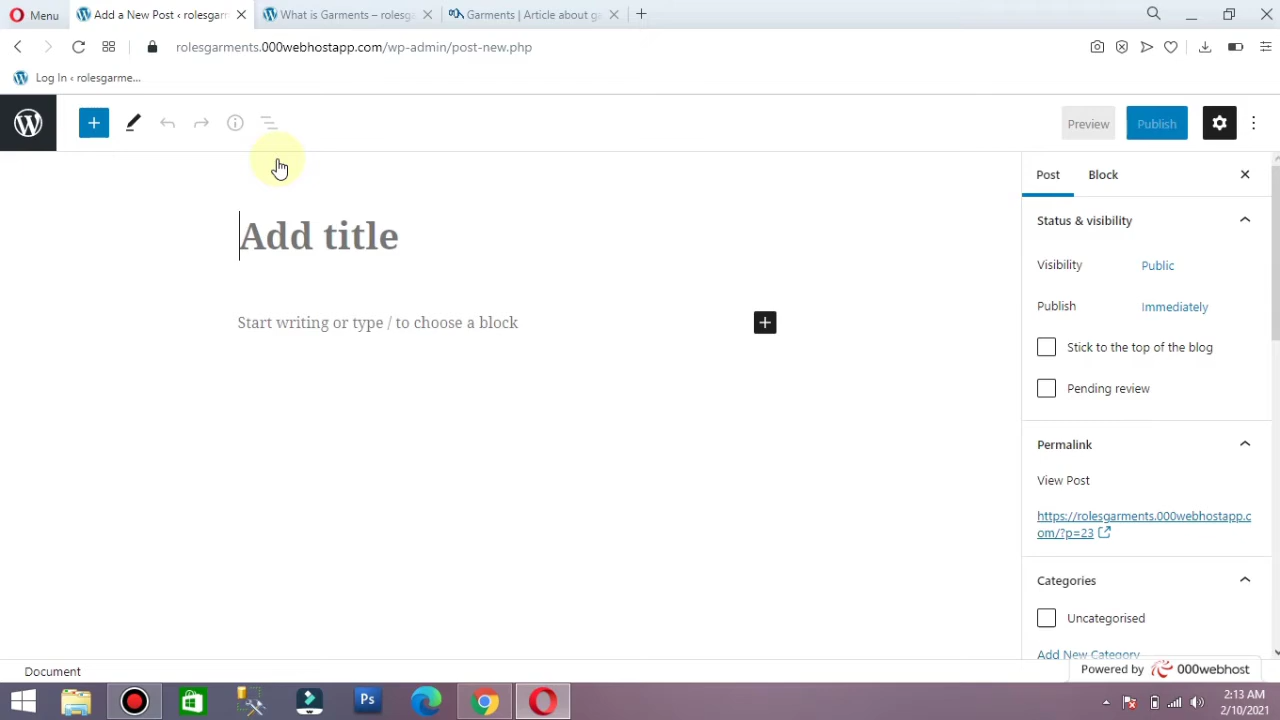 Menu
Add a New Post ‹ rolesgar
What is Garments – rolesg
Garments | Article about g
rolesgarments.000webhostapp.com/wp-admin/post-new.php
Log In ‹ rolesgarme...
Preview
Publish
Add title
Start writing or type / to choose a block
Post
Block
Status & visibility
Visibility
Public
Publish
Immediately
Stick to the top of the blog
Pending review
Permalink
View Post
https://rolesgarments.000webhostapp.c
om/?p=23
Categories
Uncategorised
Add New Category
Document
Powered by 000webhost
Ps
2:13 AM
2/10/2021